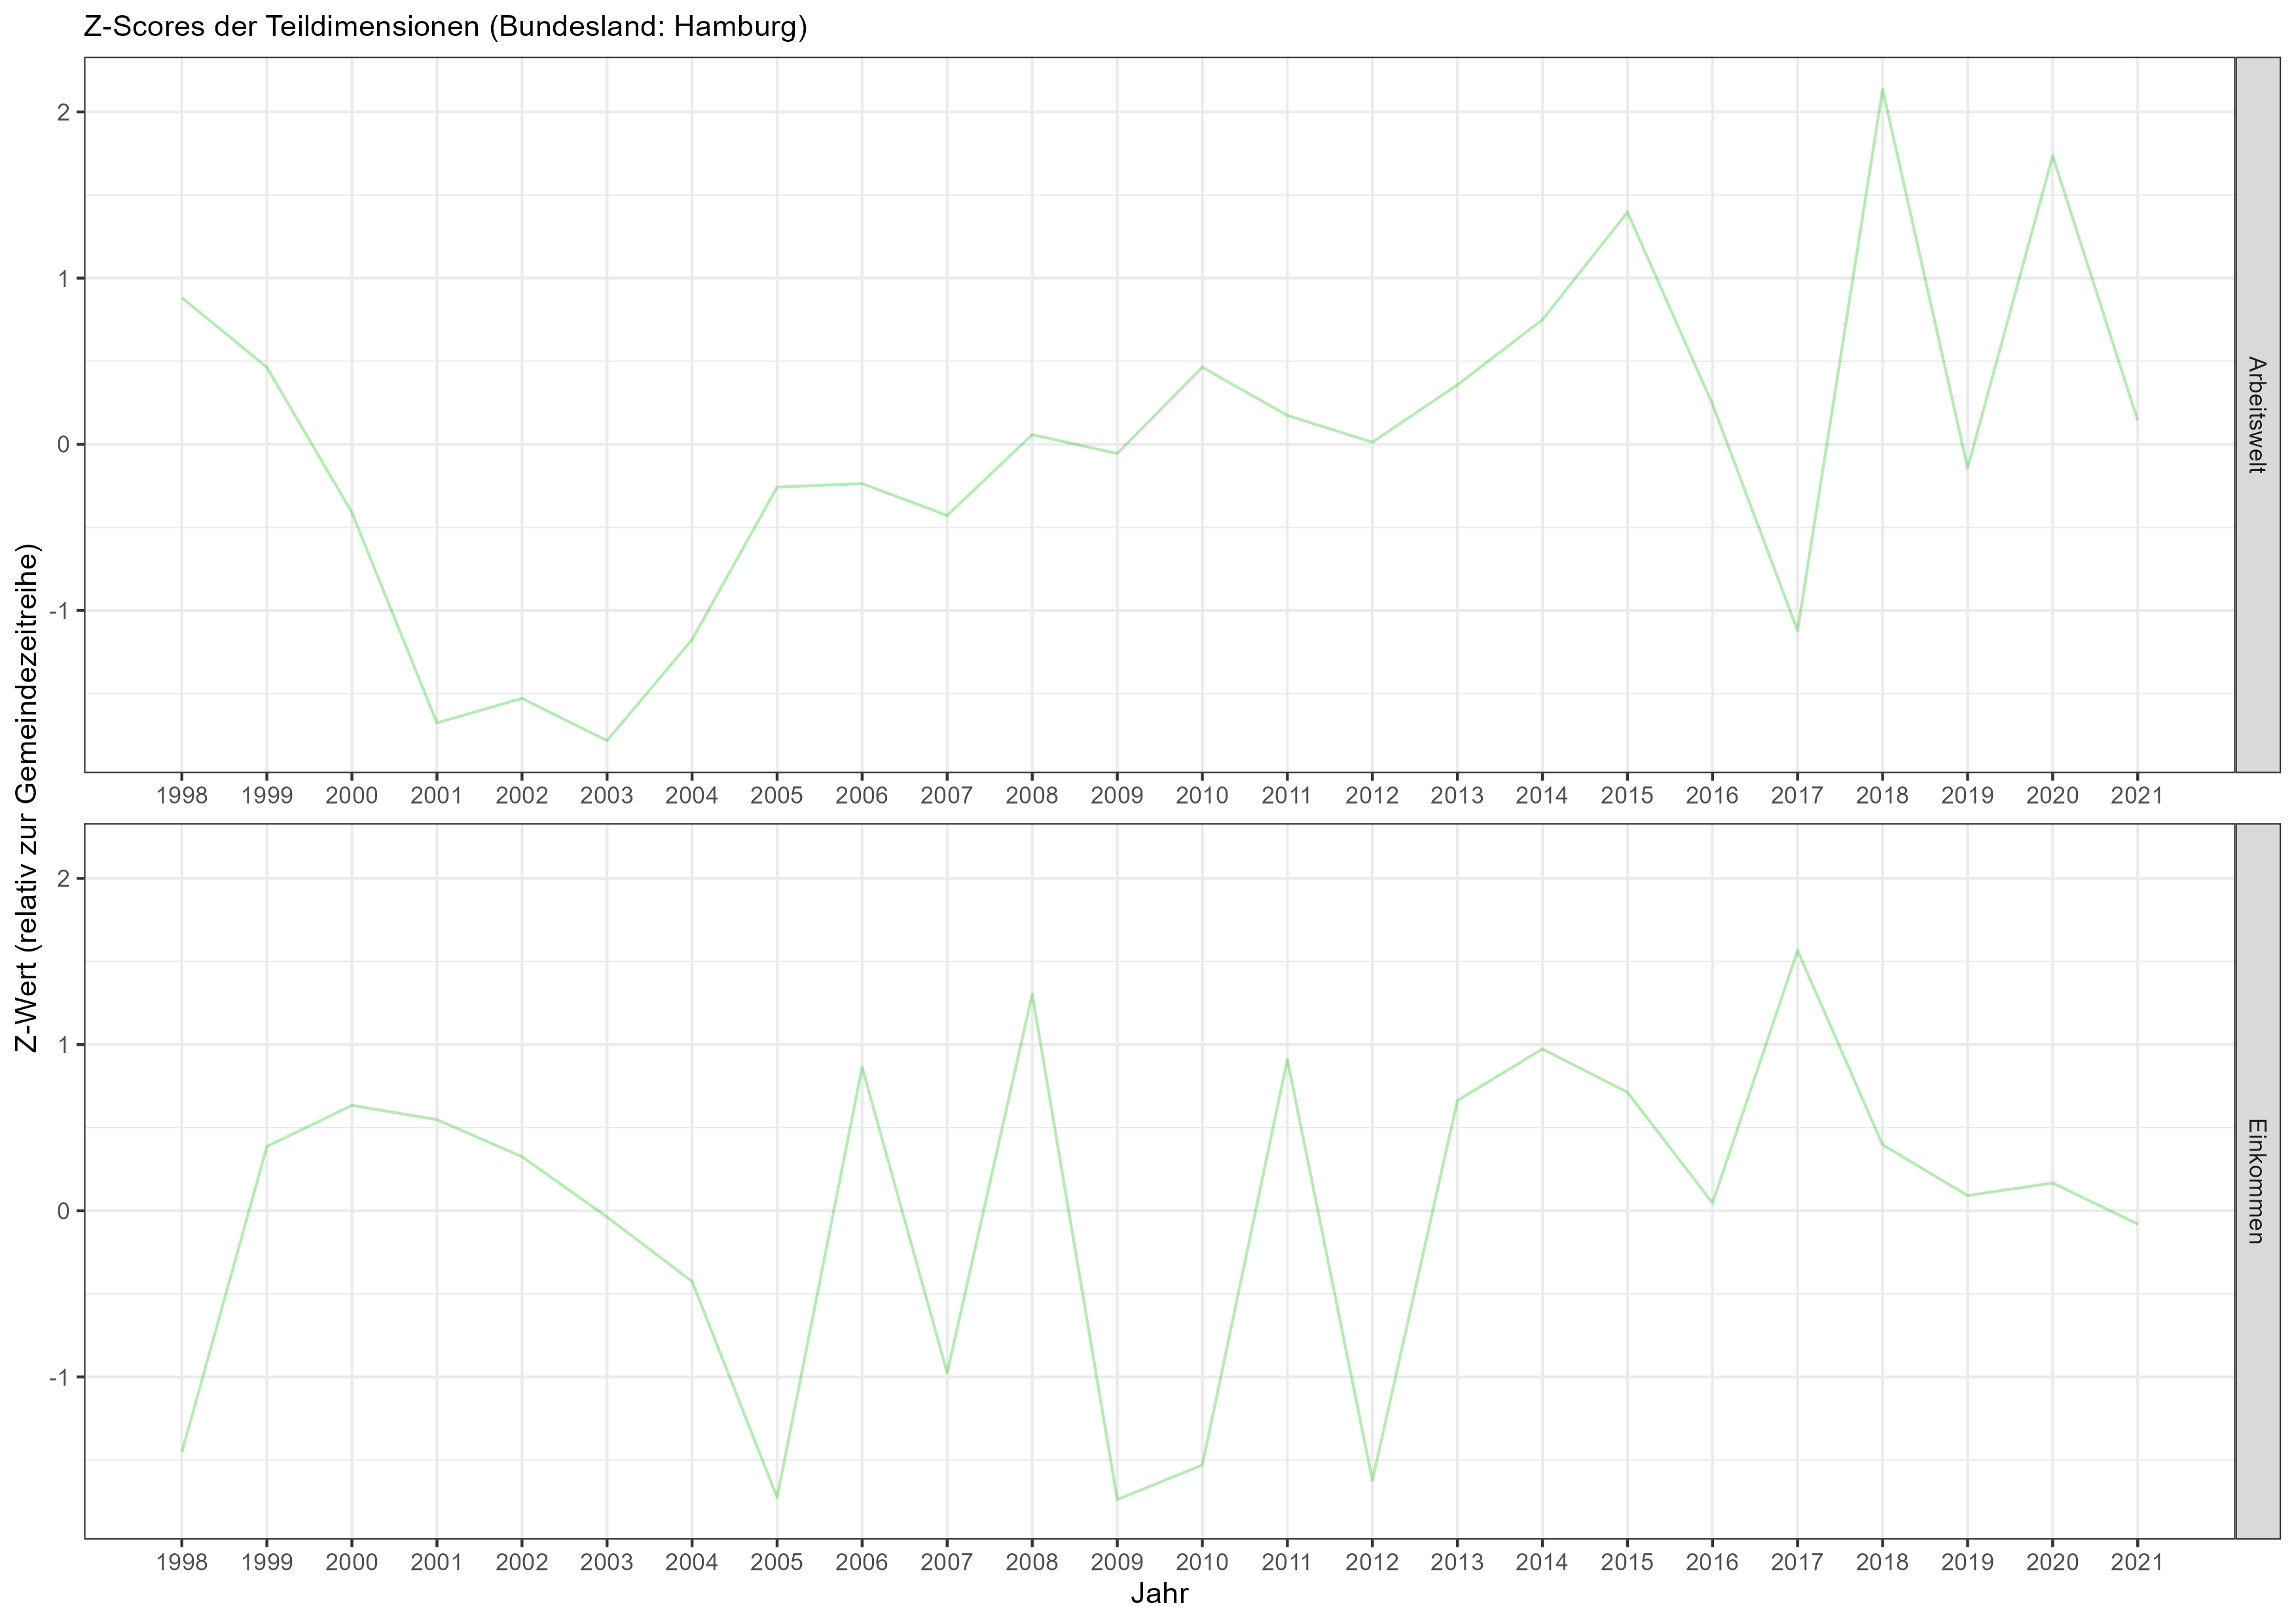 Z-Scores der Teildimensionen (Bundesland: Hamburg)
Z-Wert (relativ zur Gemeindezeitreihe)
2
1
0
-1
Arbeitswelt
1998 1999 2000 2001 2002 2003 2004 2005 2006 2007 2008 2009 2010 2011 2012 2013 2014 2015 2016 2017 2018 2019 2020 2021
2
1
0
-1
Einkommen
1998 1999 2000 2001 2002 2003 2004 2005 2006 2007 2008 2009 2010 2011 2012 2013 2014 2015 2016 2017 2018 2019 2020 2021
Jahr